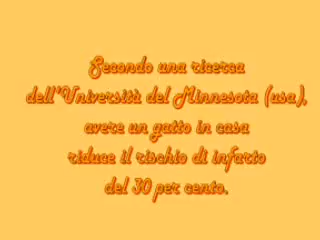 Secondo una ricerca
dell'Università del Minnesota (usa),
avere un gatto in casa
riduce il rischio di infarto
del 30 per cento.